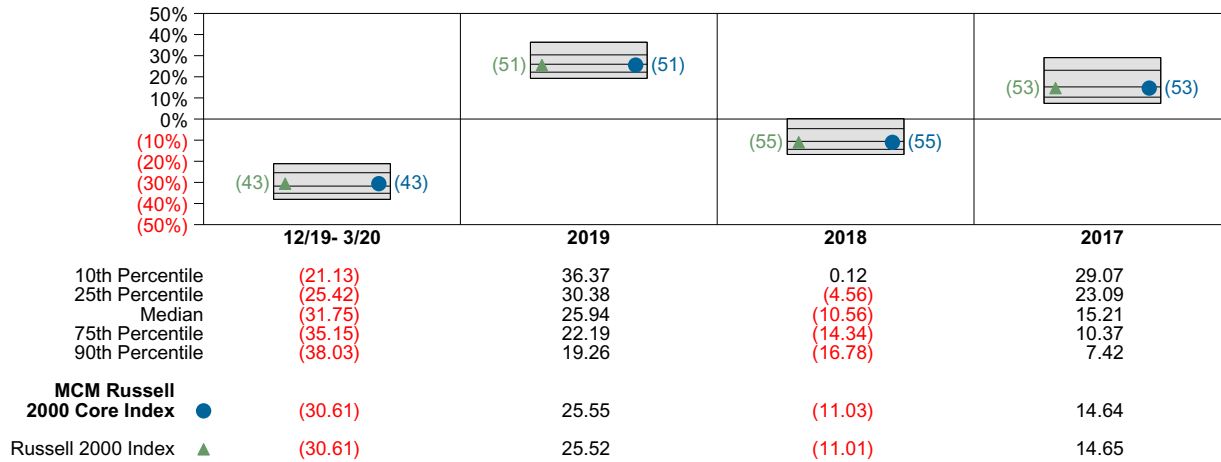 50%
40%
30%
20%
10%
0%
(10%)
(20%)
(30%)
(40%)
(50%)
(43) (43)
(51) (51)
(55) (55)
(53) (53)
12/19- 3/20 2019 2018 2017
10th Percentile (21.13) 36.37 0.12 29.07
25th Percentile (25.42) 30.38 (4.56) 23.09
Median (31.75) 25.94 (10.56) 15.21
75th Percentile (35.15) 22.19 (14.34) 10.37
90th Percentile (38.03) 19.26 (16.78) 7.42
MCM Russell
2000 Core Index (30.61) 25.55 (11.03) 14.64
Russell 2000 Index (30.61) 25.52 (11.01) 14.65